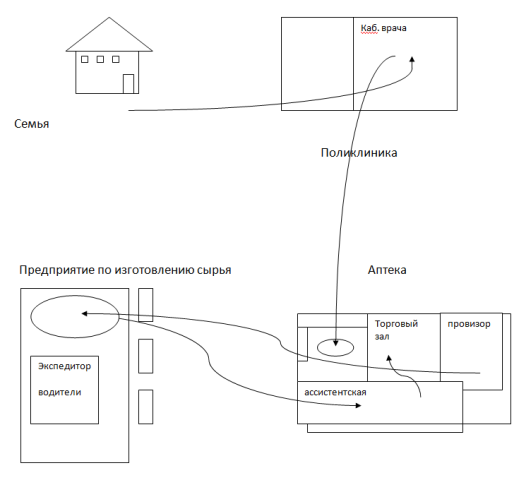 Каб. врача
Семья
Поликлиника
Предприятие по изготовлению сырья
Аптека
Торговый
зал
провизор
Экспедитор
водители
ассистентская